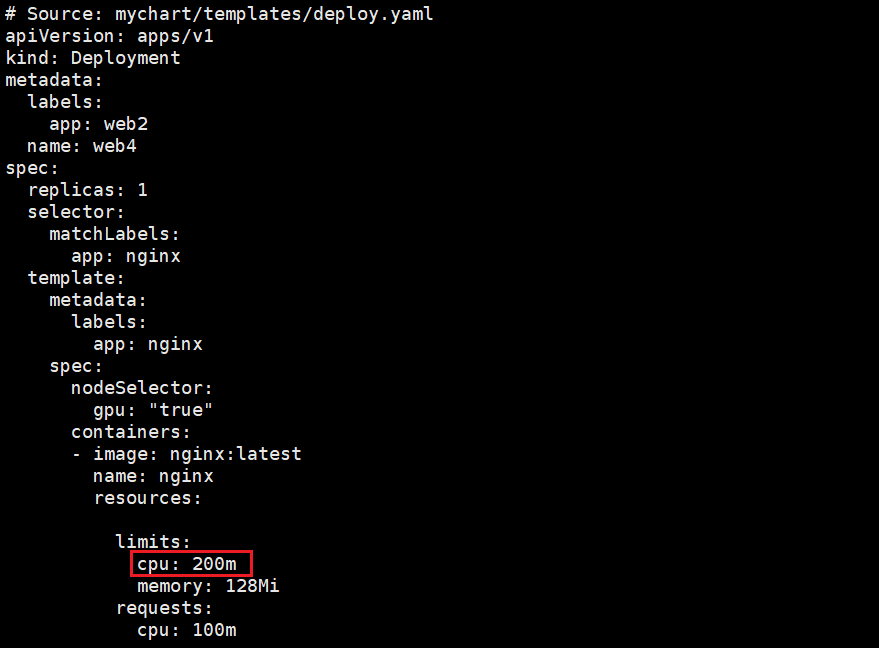 # Source: mychart/templates/deploy.yaml
apiVersion: apps/v1
kind: Deployment
metadata:
  labels:
    app: web2
  name: web4
spec:
  replicas: 1
  selector:
    matchLabels:
      app: nginx
  template:
    metadata:
      labels:
        app: nginx
    spec:
      nodeSelector:
        gpu: "true"
      containers:
      - image: nginx:latest
        name: nginx
        resources:

          limits:
            cpu: 200m
            memory: 128Mi
          requests:
            cpu: 100m